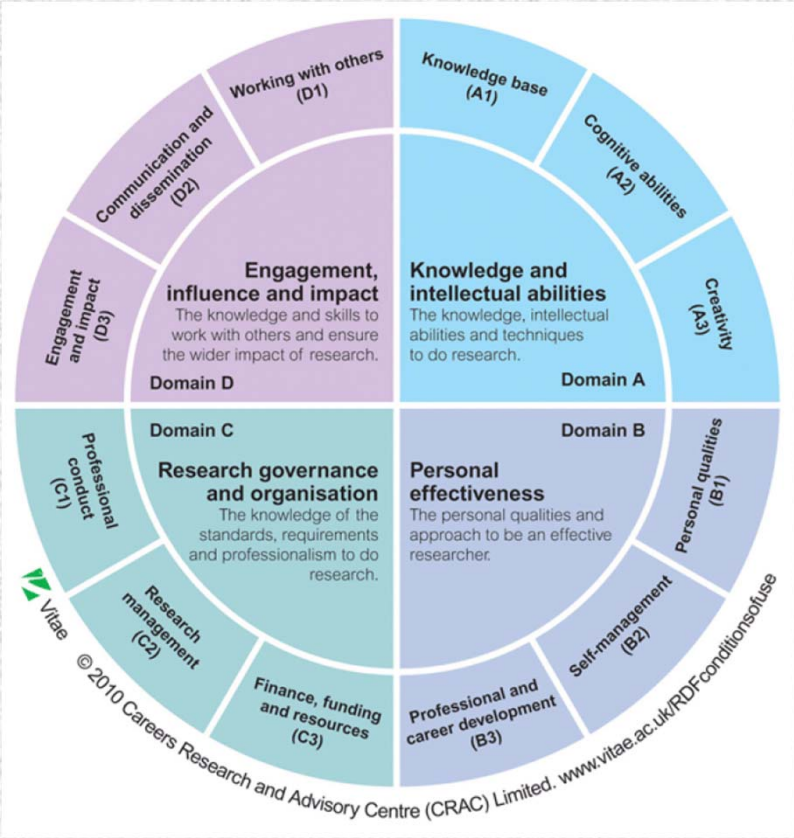 Working with others
(D1)
Knowledge base
(A1)
Communication and
dissemination
(D2)
Cognitive abilities
(A2)
Engagement
and impact
(D3)
Creativity
(A3)
Engagement,
influence and impact
The knowledge and skills to
work with others and ensure
the wider impact of research.
Domain D
Knowledge and
intellectual abilities
The knowledge, intellectual
abilities and techniques
to do research.
Domain A
Domain C
Research governance
and organisation
The knowledge of the
standards, requirements
and professionalism to do
research.
Domain B
Personal
effectiveness
The personal qualities and
approach to be an effective
researcher.
Professional
conduct
(C1)
Personal qualities
(B1)
Research
management
(C2)
Self-management
(B2)
Finance, funding
and resources
(C3)
Professional and
career development
(B3)
Vitae © 2010 Careers Research and Advisory Centre (CRAC) Limited. www.vitae.ac.uk/RDFconditionsofuse